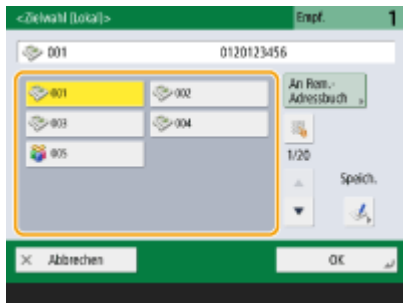 <Zielwahl [Lokal]>
Empf. 1
001 0120123456
001
002
003
004
005
An Rem.-
Adressbuch
1/20
Speich.
Abbrechen
OK